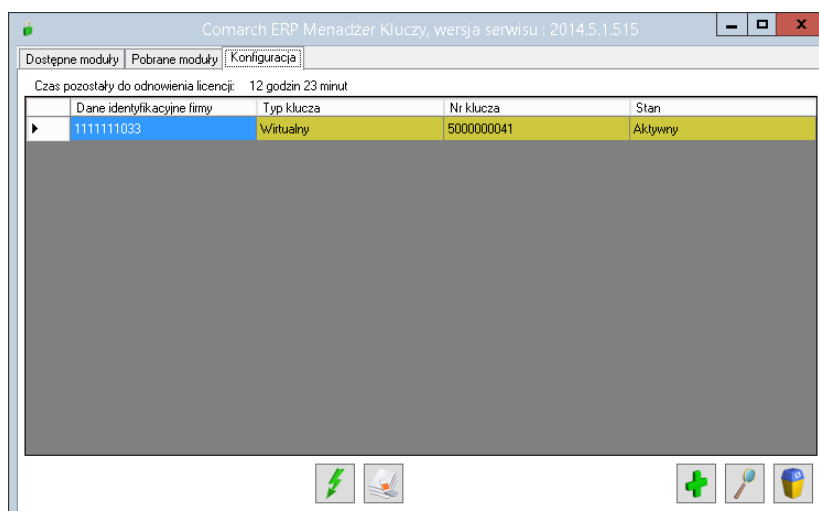 Comarch ERP Menadżer Kluczy, wersja serwisu : 2014.5.1.515
Dostępne moduły Pobrane moduły Konfiguracja
Czas pozostały do odnowienia licencji: 12 godzin 23 minut
Dane identyfikacyjne firmy Typ klucza Nr klucza Stan
1111111033 Wirtualny 5000000041 Aktywny